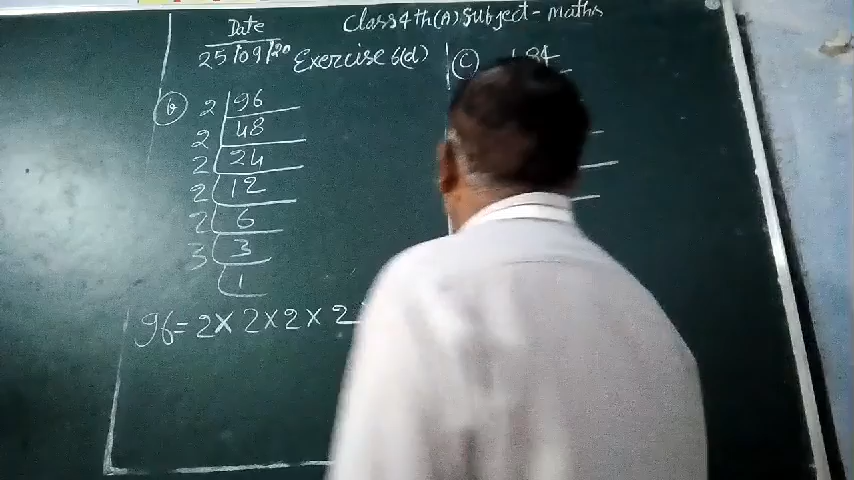 Date Class 4th(A) Subject - maths
25/09/20 Exercise 6(d)
(b) 2 96
2 48
2 24
2 12
2 6
3 3
1
96 = 2 × 2 × 2 × 2
(c) 84